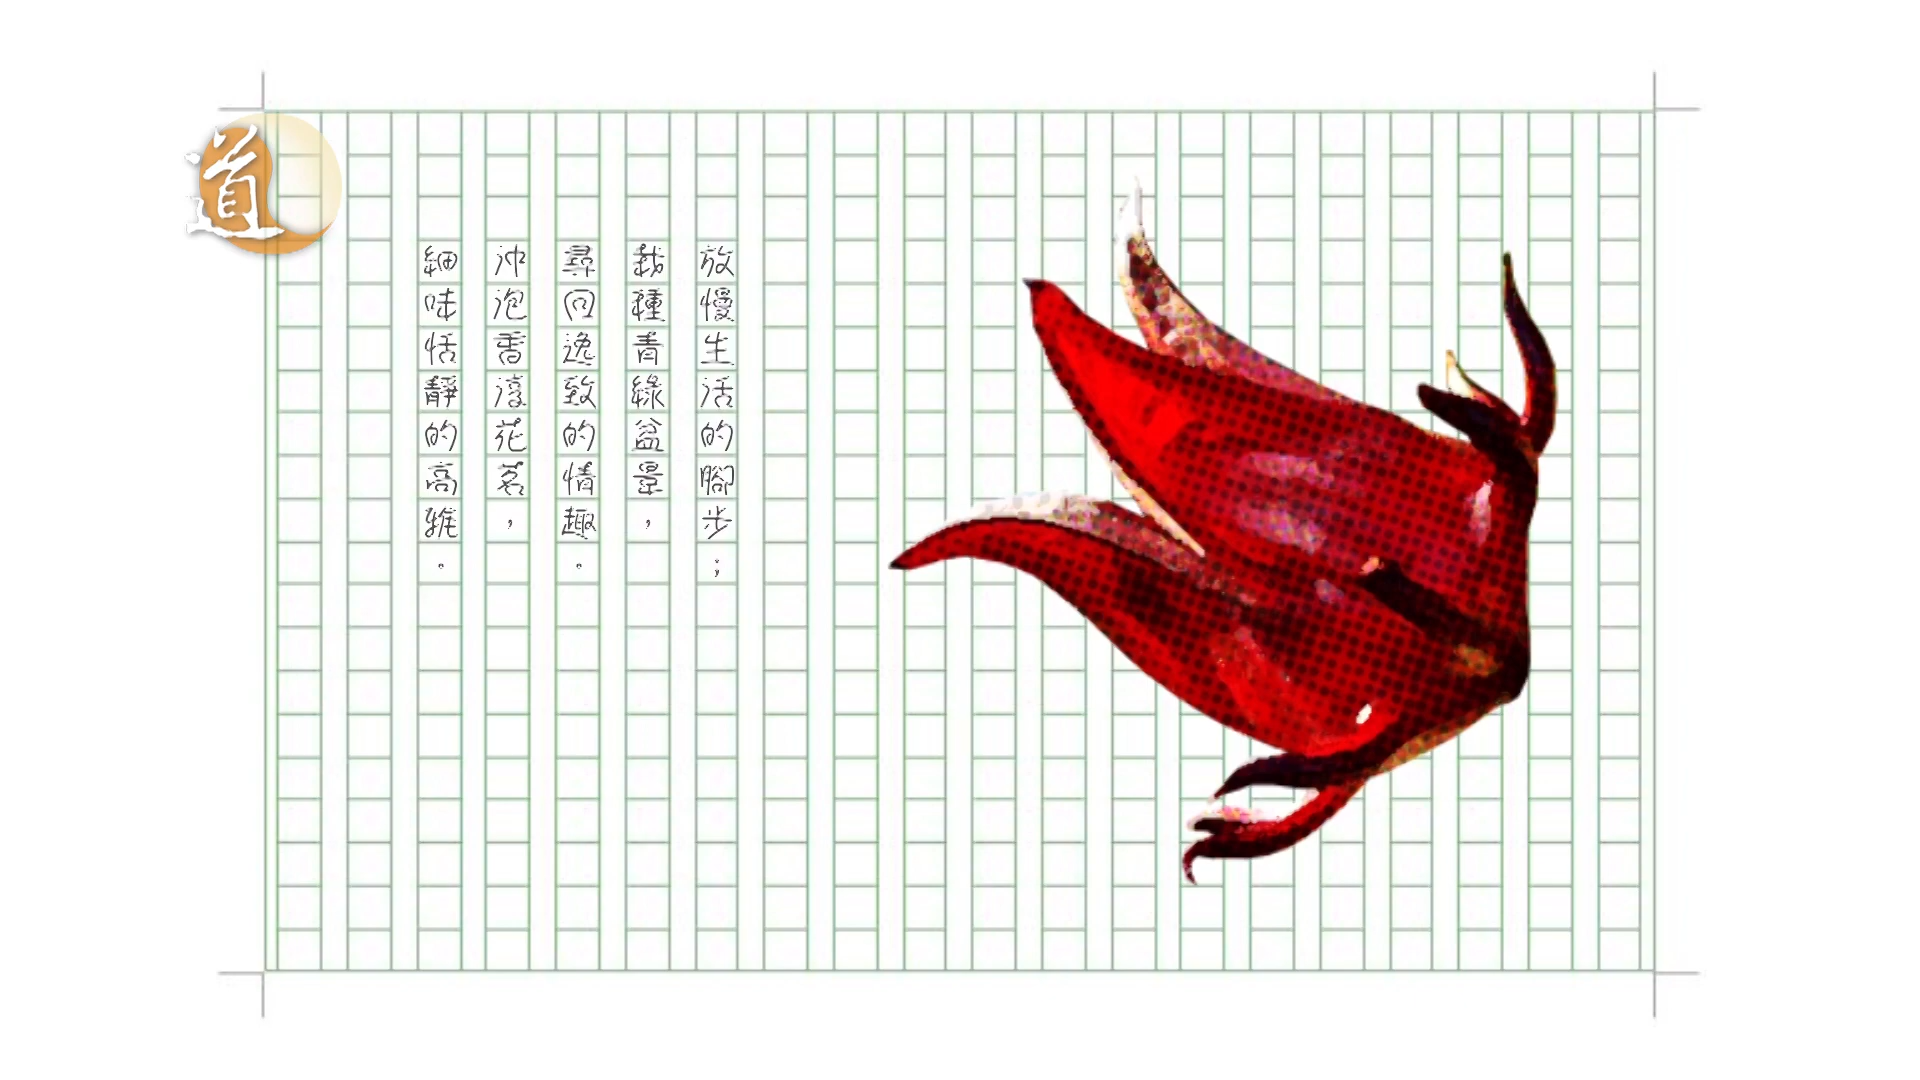 道
放慢生活的腳步；
栽種青綠盆景，
尋回逸致的情趣。
沖泡香淳花茗，
細味恬靜的高雅。